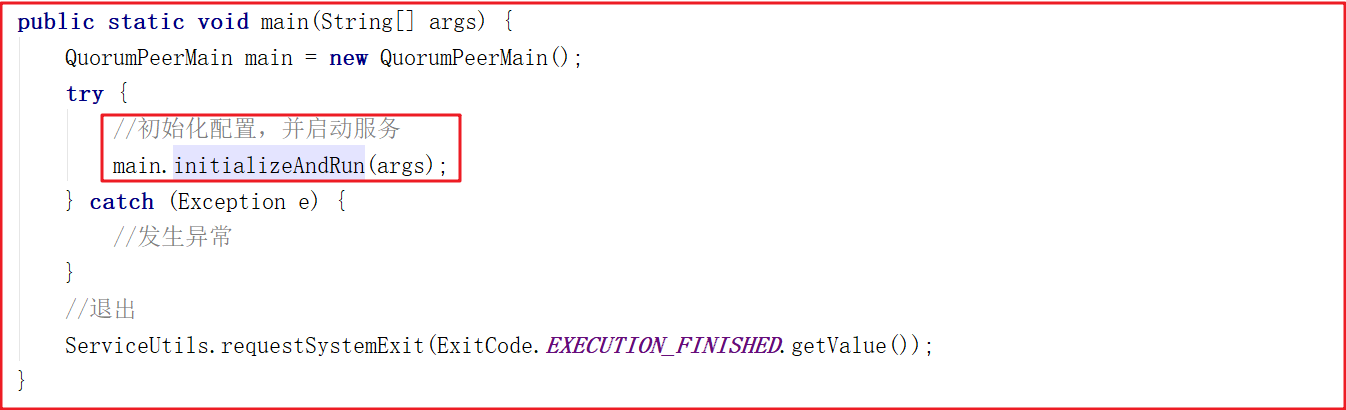 public static void main(String[] args) {
QuorumPeerMain main = new QuorumPeerMain();
try {
//初始化配置，并启动服务
main.initializeAndRun(args);
} catch (Exception e) {
//发生异常
}
//退出
ServiceUtils.requestSystemExit(ExitCode.EXECUTION_FINISHED.getValue());
}